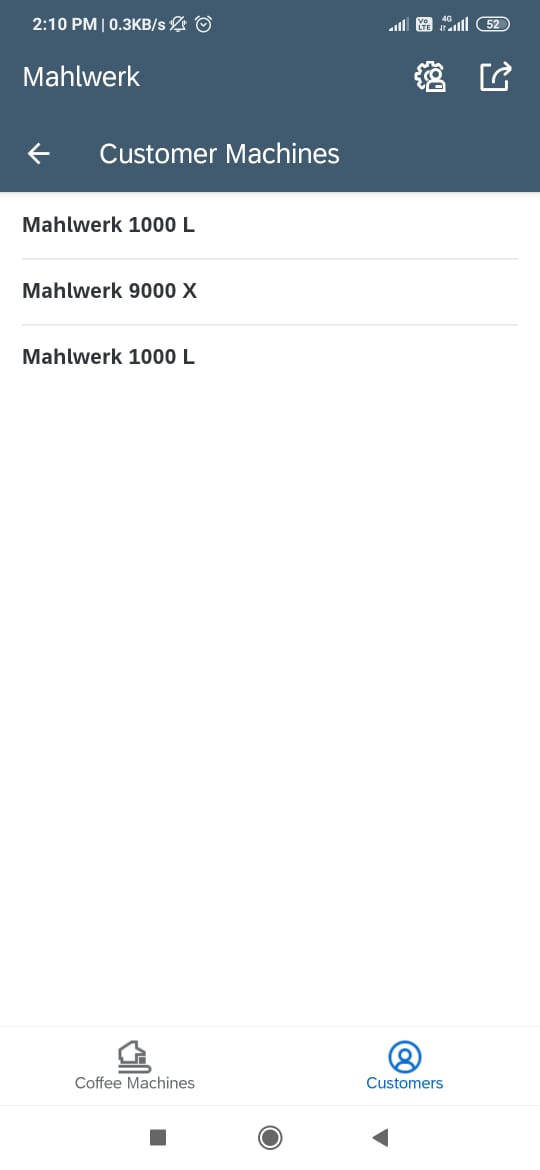 2:10 PM | 0.3KB/s Vo LTE 4G 52
Mahlwerk
Customer Machines
Mahlwerk 1000 L
Mahlwerk 9000 X
Mahlwerk 1000 L
Coffee Machines Customers